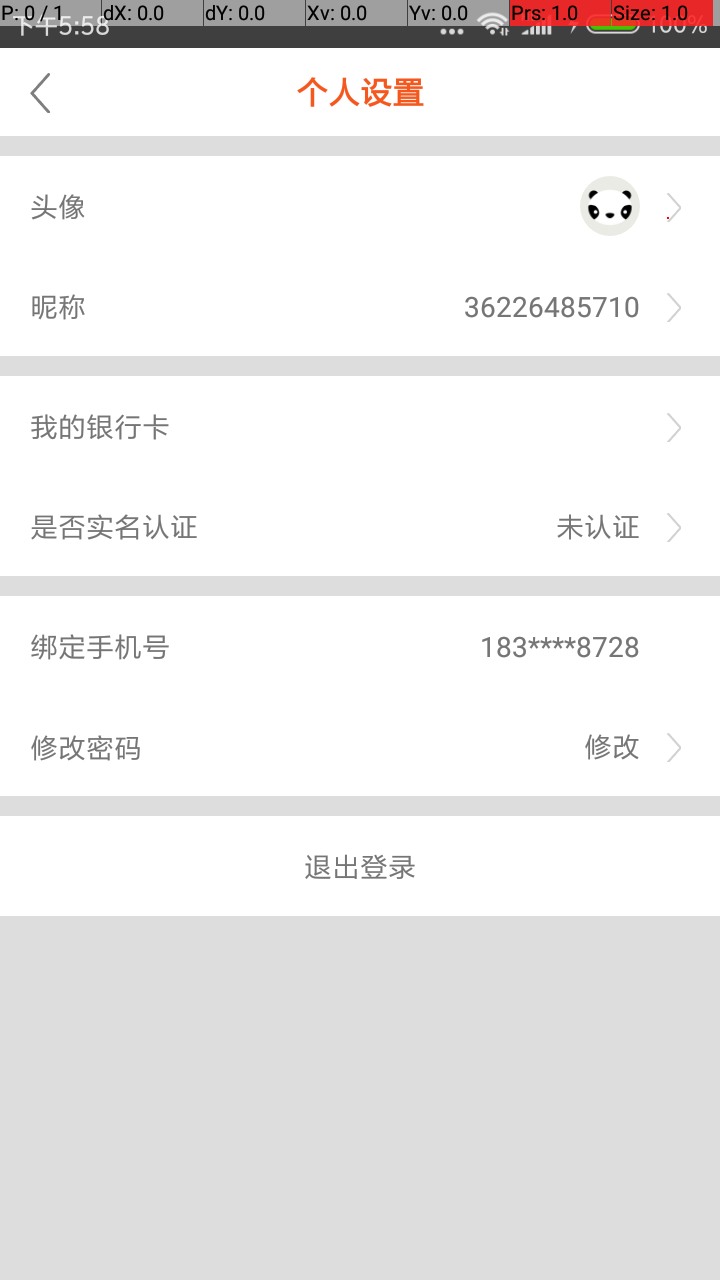 P: 0 / 1 dX: 0.0 dY: 0.0 Xv: 0.0 Yv: 0.0 Prs: 1.0 Size: 1.0
下午5:58 100%
个人设置
头像
昵称 36226485710
我的银行卡
是否实名认证 未认证
绑定手机号 183****8728
修改密码 修改
退出登录